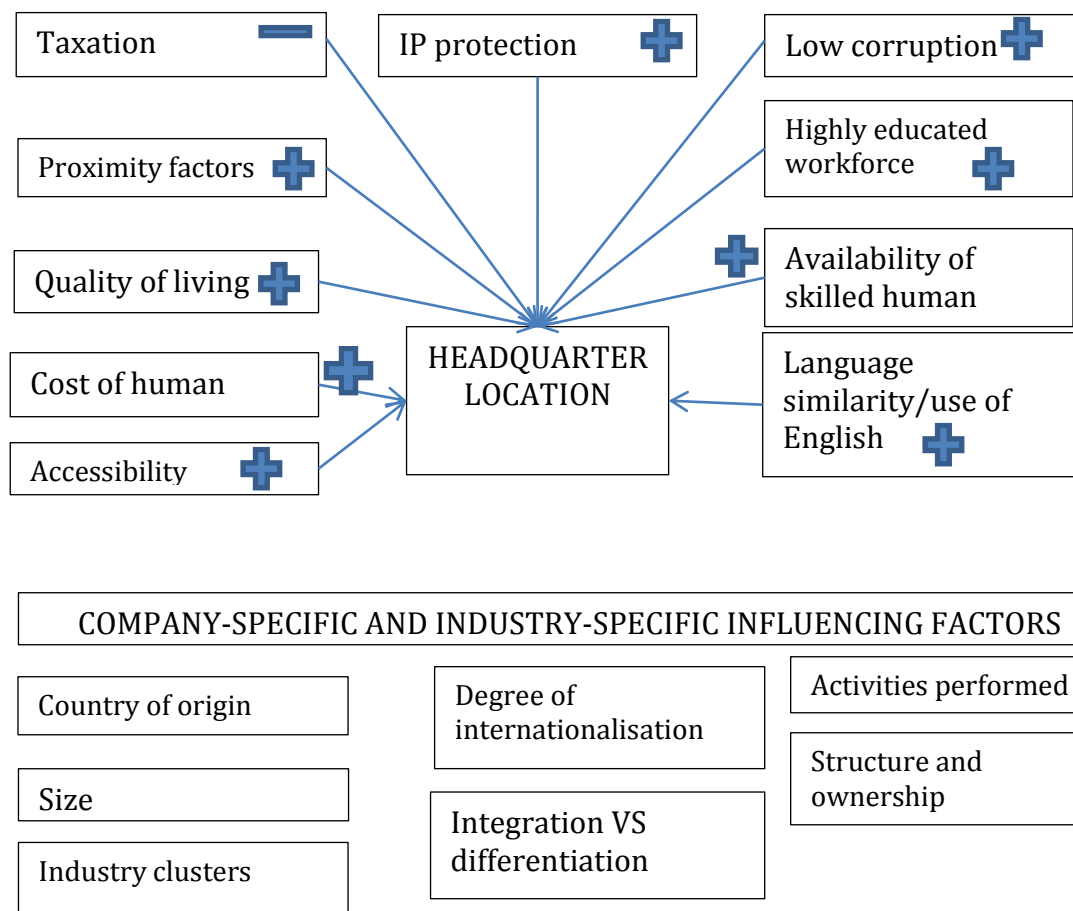 Taxation
IP protection
Low corruption
Proximity factors
Highly educated
workforce
Quality of living
Availability of
skilled human
Cost of human
HEADQUARTER
LOCATION
Language
similarity/use of
English
Accessibility
COMPANY-SPECIFIC AND INDUSTRY-SPECIFIC INFLUENCING FACTORS
Country of origin
Degree of
internationalisation
Activities performed
Size
Integration VS
differentiation
Structure and
ownership
Industry clusters